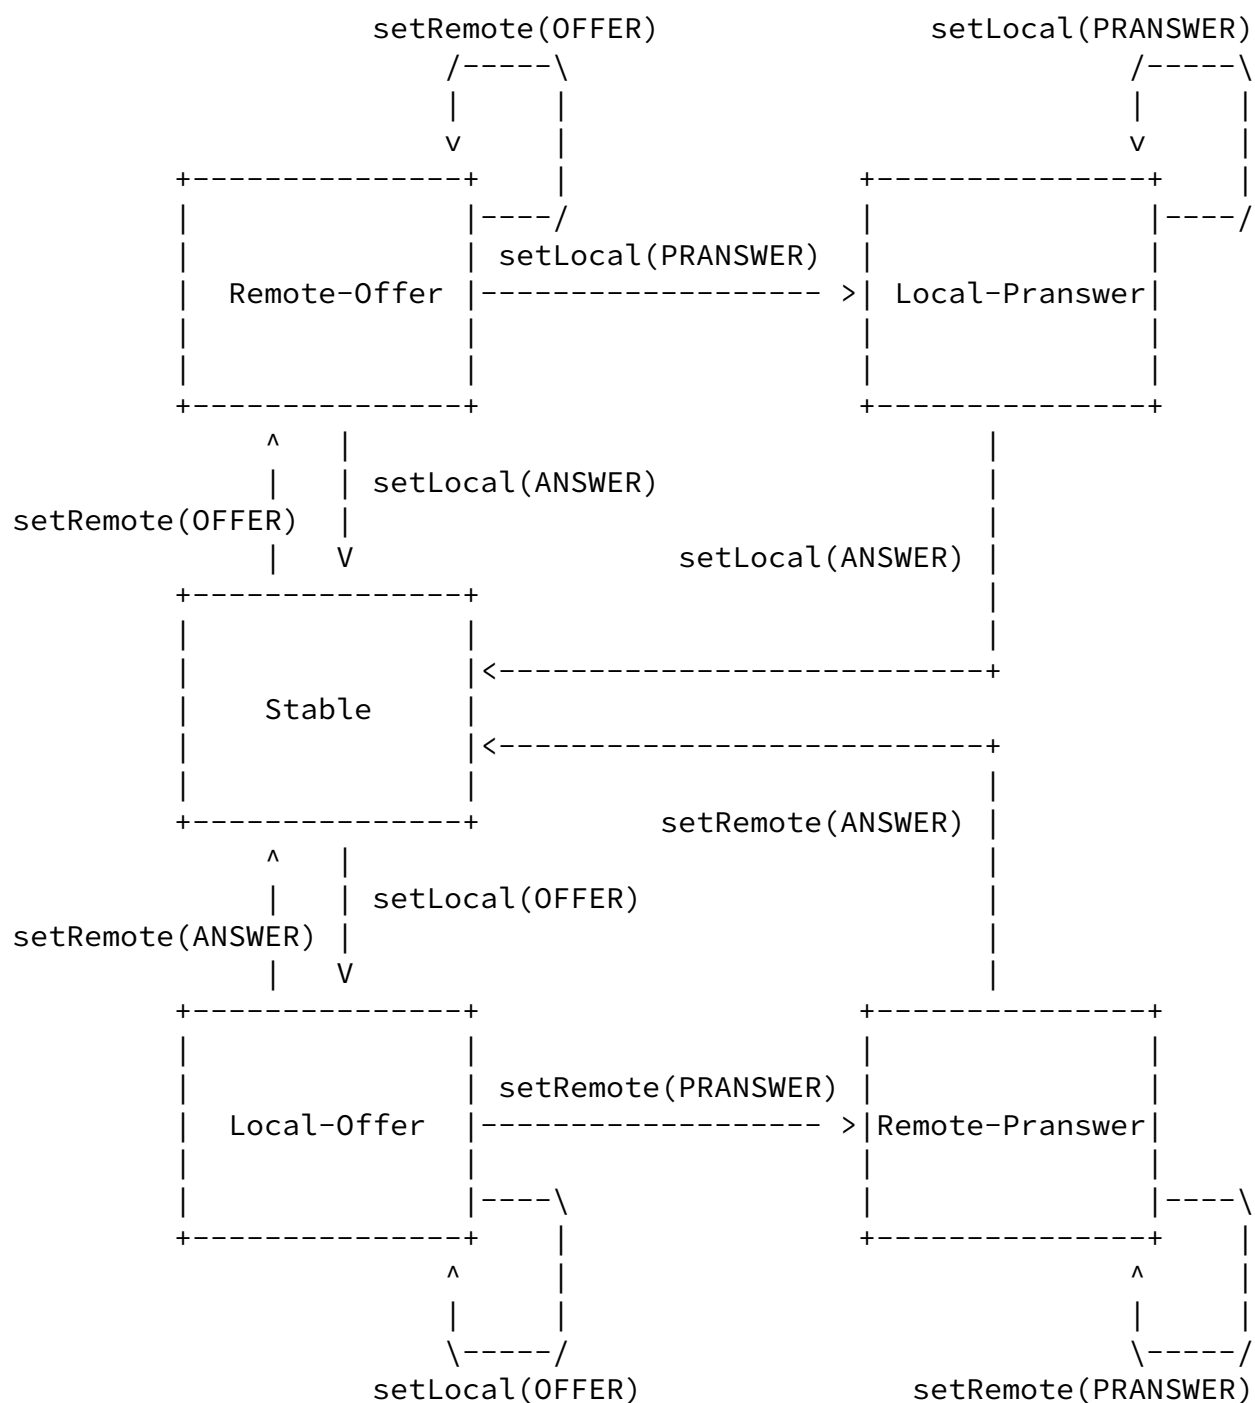 setRemote(OFFER) setLocal(PRANSWER)
setLocal(PRANSWER)
Remote-Offer Local-Pranswer
setLocal(ANSWER)
setRemote(OFFER)
setLocal(ANSWER)
Stable
setRemote(ANSWER)
setLocal(OFFER)
setRemote(ANSWER)
setRemote(PRANSWER)
Local-Offer Remote-Pranswer
setLocal(OFFER) setRemote(PRANSWER)